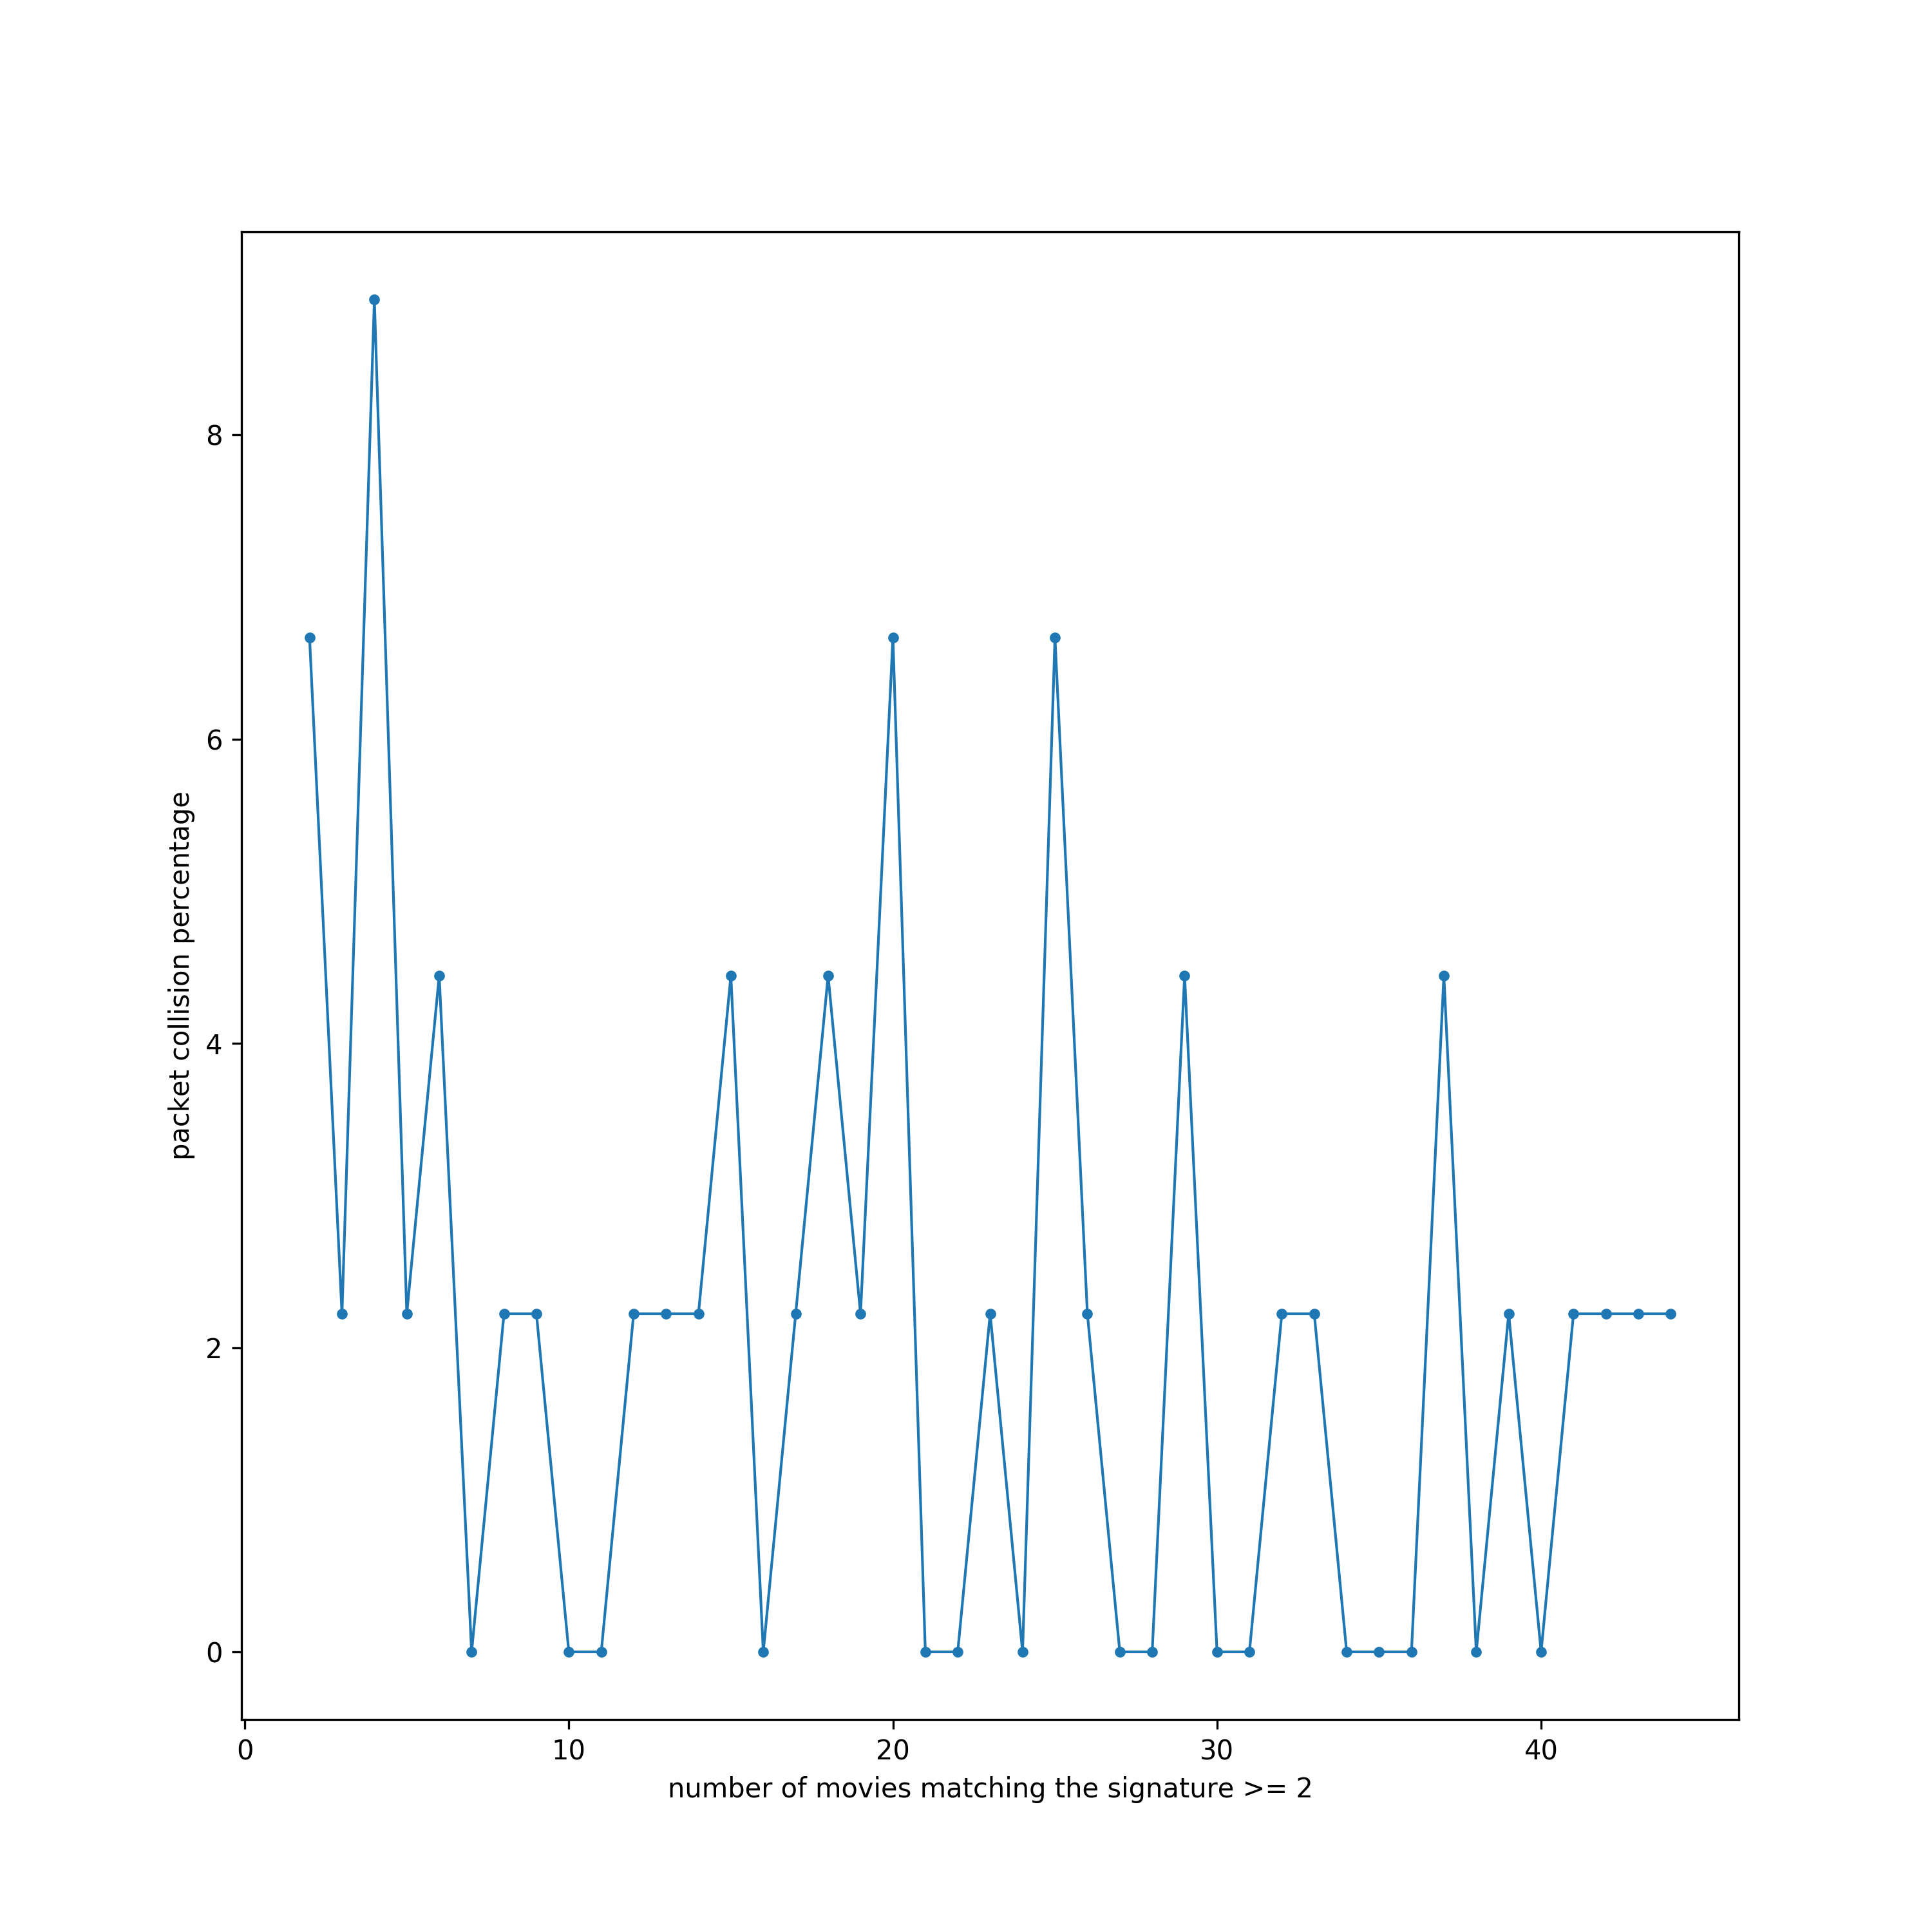 8
6
4
2
0
packet collision percentage
0 10 20 30 40
number of movies matching the signature >= 2